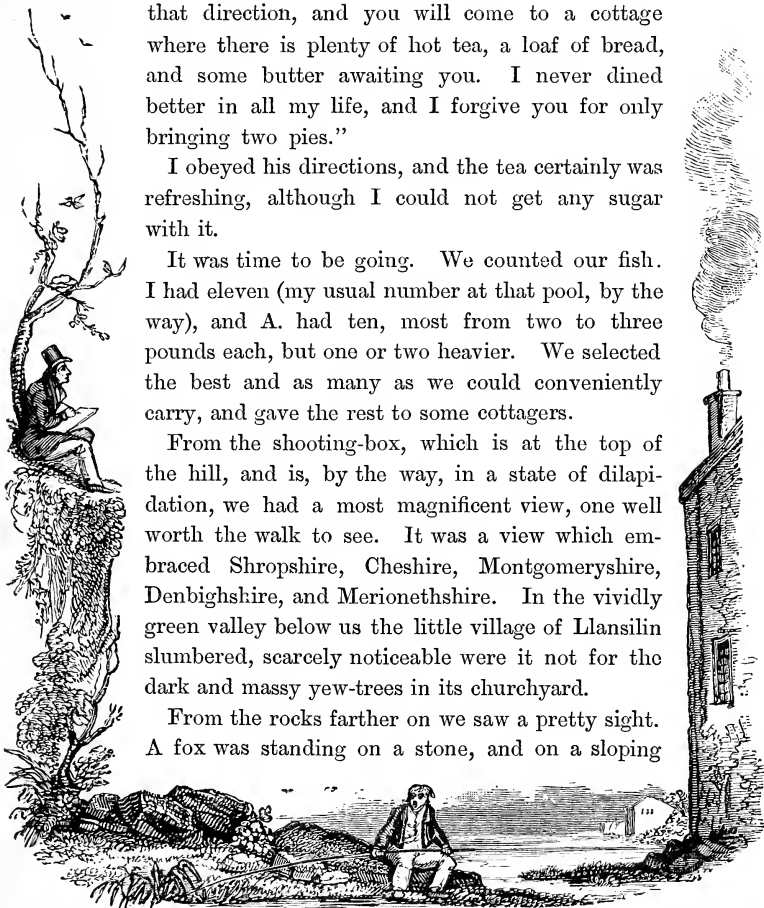 that direction, and you will come to a cottage
where there is plenty of hot tea, a loaf of bread,
and some butter awaiting you. I never dined
better in all my life, and I forgive you for only
bringing two pies.”
I obeyed his directions, and the tea certainly was
refreshing, although I could not get any sugar
with it.
It was time to be going. We counted our fish.
I had eleven (my usual number at that pool, by the
way), and A. had ten, most from two to three
pounds each, but one or two heavier. We selected
the best and as many as we could conveniently
carry, and gave the rest to some cottagers.
From the shooting-box, which is at the top of
the hill, and is, by the way, in a state of dilapi-
dation, we had a most magnificent view, one well
worth the walk to see. It was a view which em-
braced Shropshire, Cheshire, Montgomeryshire,
Denbighshire, and Merionethshire. In the vividly
green valley below us the little village of Llansilin
slumbered, scarcely noticeable were it not for the
dark and massy yew-trees in its churchyard.
From the rocks farther on we saw a pretty sight.
A fox was standing on a stone, and on a sloping